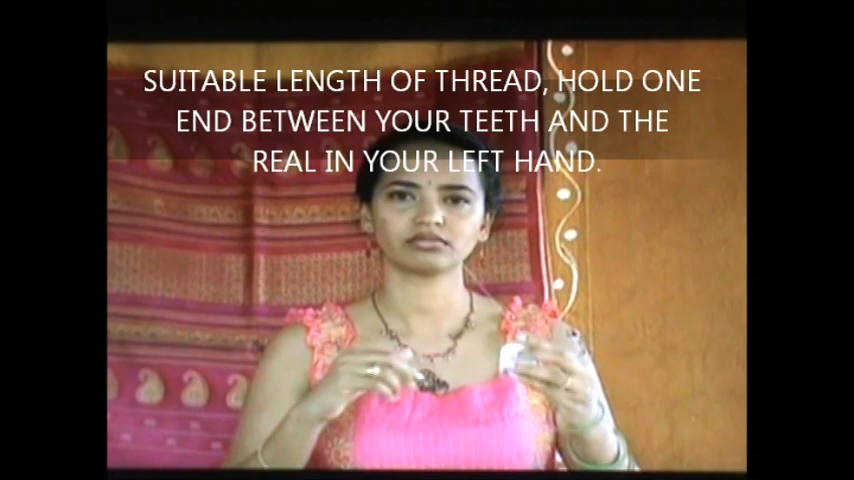 SUITABLE LENGTH OF THREAD, HOLD ONE
END BETWEEN YOUR TEETH AND THE
REAL IN YOUR LEFT HAND.